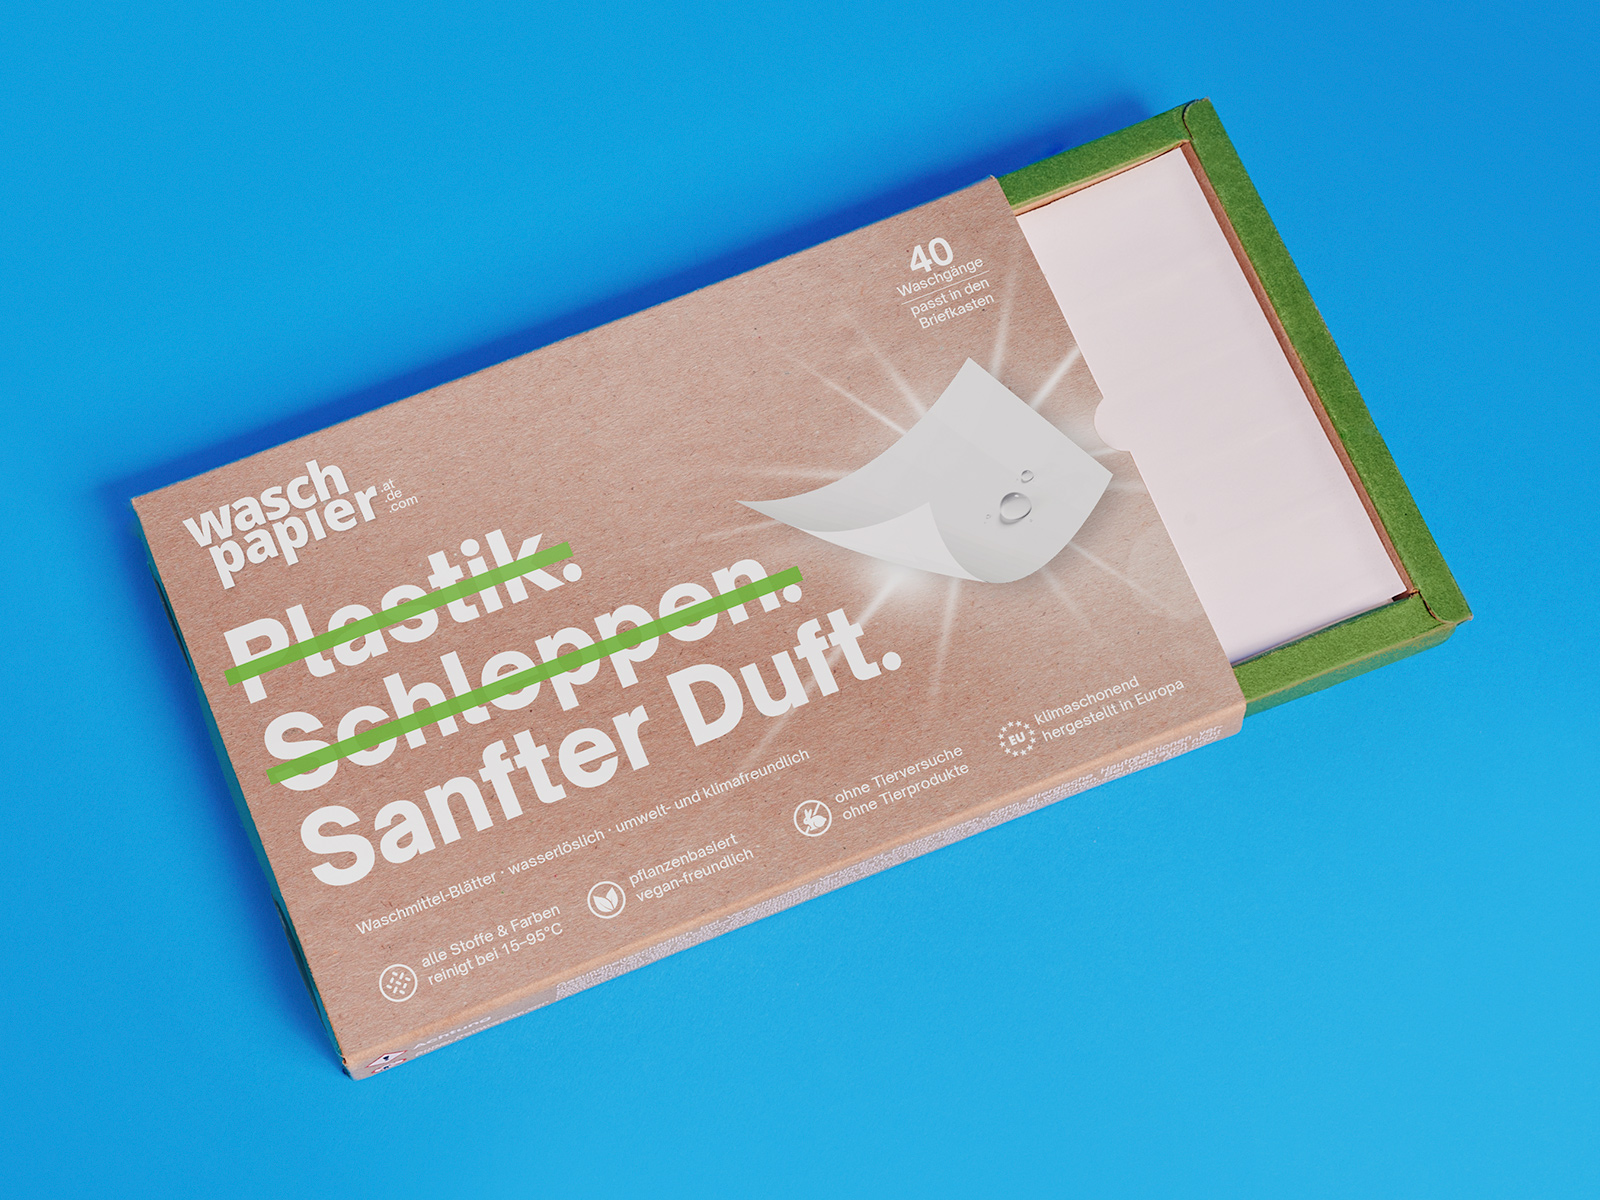 40
Waschgänge
passt in den
Briefkasten
wasch
papier
.at
.de
.com
Plastik.
Schleppen.
Sanfter Duft.
Waschmittel-Blätter · wasserlöslich · umwelt- und klimafreundlich
alle Stoffe & Farben
reinigt bei 15–95°C
pflanzenbasiert
vegan-freundlich
ohne Tierversuche
ohne Tierprodukte
EU
klimaschonend
hergestellt in Europa
Achtung